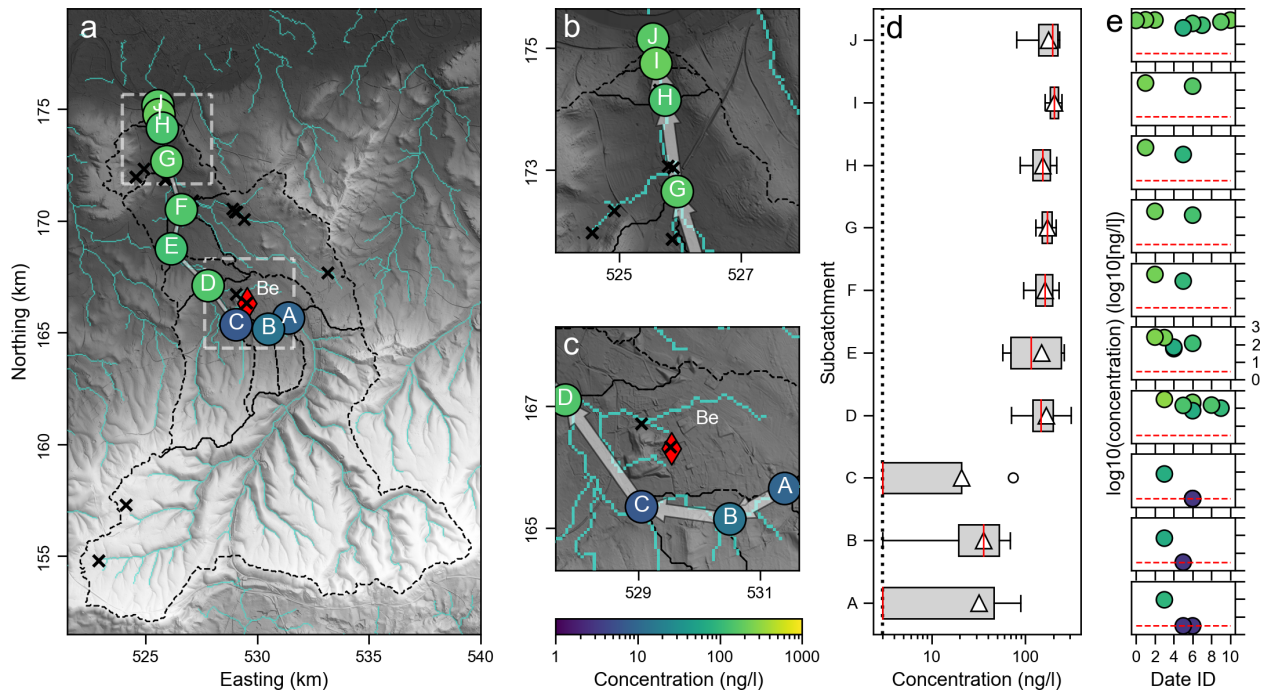 a
175
170
165
160
155
Northing (km)
J
H
G
F
E
D
Be
C
B
A
525
530
535
540
Easting (km)
b
175
173
J
I
H
G
525
527
c
167
165
D
Be
C
B
A
529
531
1
10
100
1000
Concentration (ng/l)
d
Subcatchment
J
I
H
G
F
E
D
C
B
A
10
100
Concentration (ng/l)
e
log10(concentration) (log10[ng/l])
3
2
1
0
0
2
4
6
8
10
Date ID